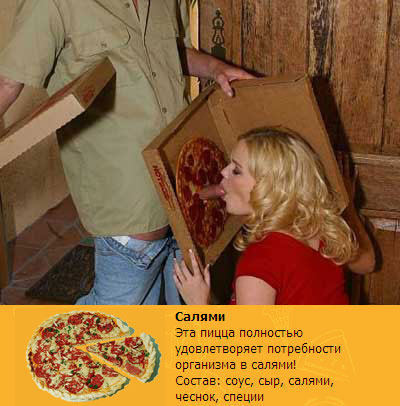 Салями
Эта пицца полностью
удовлетворяет потребности
организма в салями!
Состав: соус, сыр, салями,
чеснок, специи